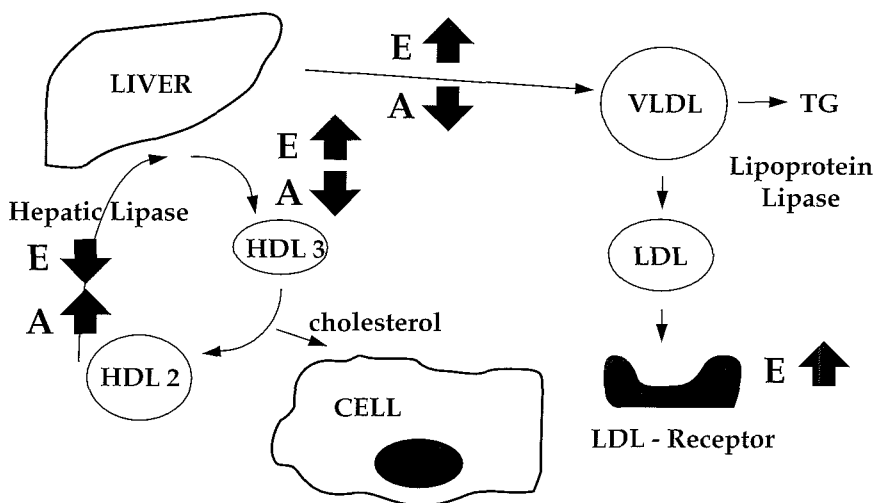 E
LIVER
A
VLDL
TG
E
A
Lipoprotein
Lipase
Hepatic Lipase
HDL 3
E
LDL
A
cholesterol
HDL 2
CELL
E
LDL - Receptor